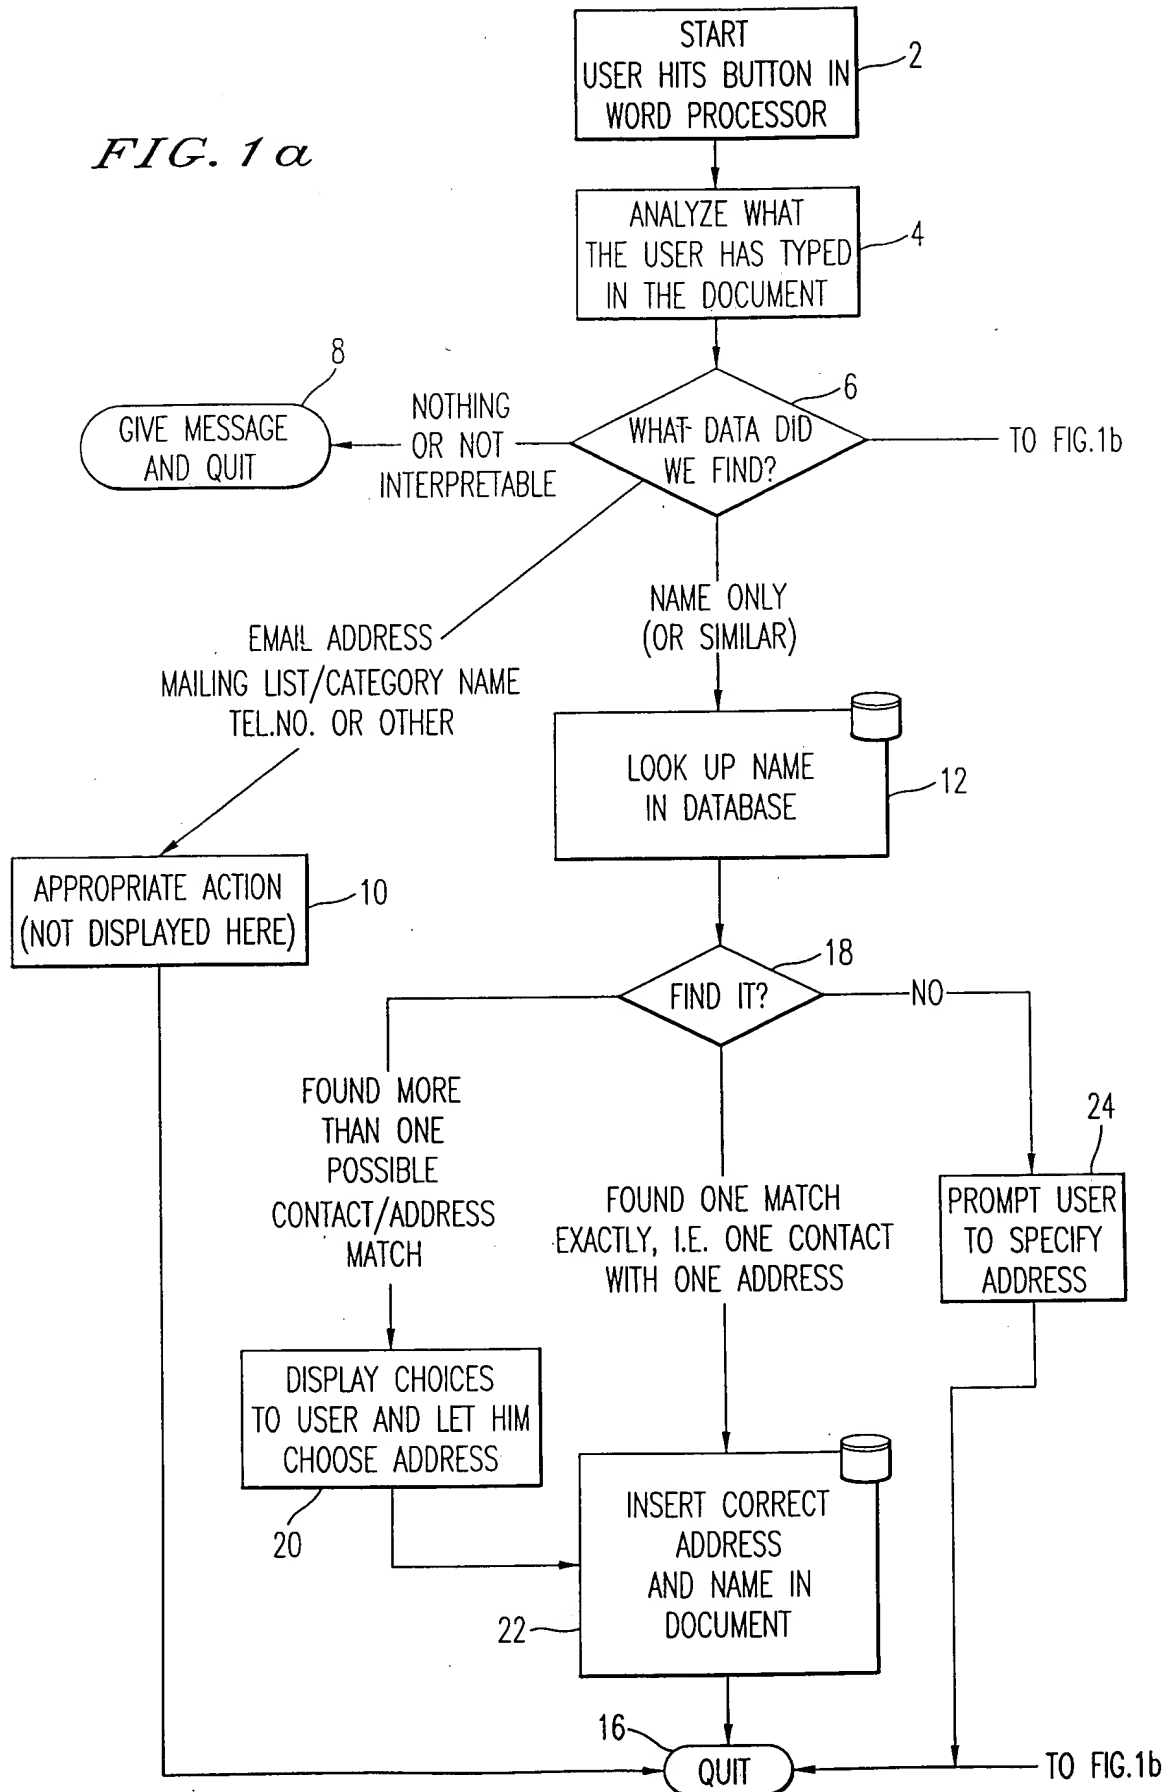 FIG. 1a
START
USER HITS BUTTON IN
WORD PROCESSOR
2
ANALYZE WHAT
THE USER HAS TYPED
IN THE DOCUMENT
4
8
GIVE MESSAGE
AND QUIT
NOTHING
OR NOT
INTERPRETABLE
6
WHAT DATA DID
WE FIND?
TO FIG.1b
EMAIL ADDRESS
MAILING LIST/CATEGORY NAME
TEL.NO. OR OTHER
NAME ONLY
(OR SIMILAR)
LOOK UP NAME
IN DATABASE
12
APPROPRIATE ACTION
(NOT DISPLAYED HERE)
10
18
FIND IT?
NO
FOUND MORE
THAN ONE
POSSIBLE
CONTACT/ADDRESS
MATCH
FOUND ONE MATCH
EXACTLY, I.E. ONE CONTACT
WITH ONE ADDRESS
24
PROMPT USER
TO SPECIFY
ADDRESS
DISPLAY CHOICES
TO USER AND LET HIM
CHOOSE ADDRESS
20
INSERT CORRECT
ADDRESS
AND NAME IN
DOCUMENT
22
16
QUIT
TO FIG.1b